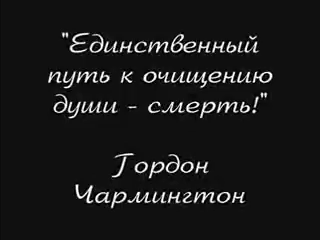 "Единственный
путь к очищению
души - смерть!"
Гордон
Чармингтон